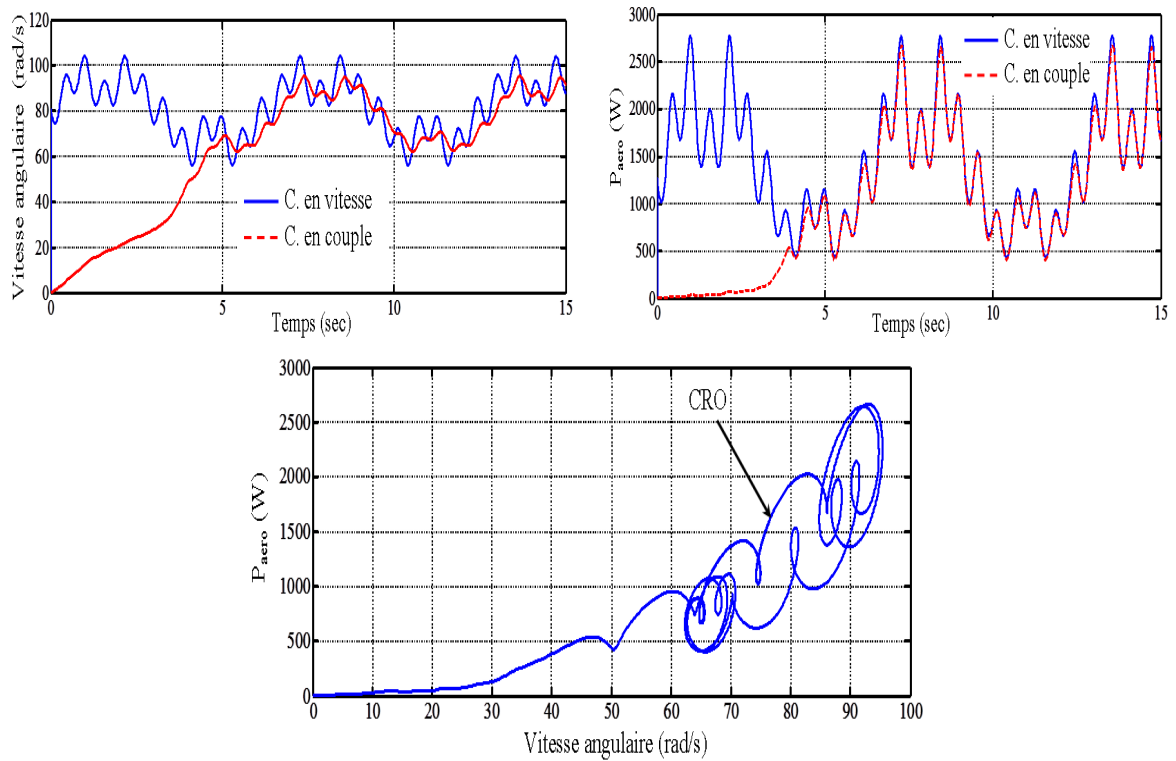 120
100
80
60
40
20
0
Vitesse angulaire (rad/s)
C. en vitesse
C. en couple
0
5
10
15
Temps (sec)
3000
2500
2000
1500
1000
500
0
Paero (W)
C. en vitesse
C. en couple
0
5
10
15
Temps (sec)
3000
2500
2000
1500
1000
500
0
Paero (W)
CRO
0 10 20 30 40 50 60 70 80 90 100
Vitesse angulaire (rad/s)